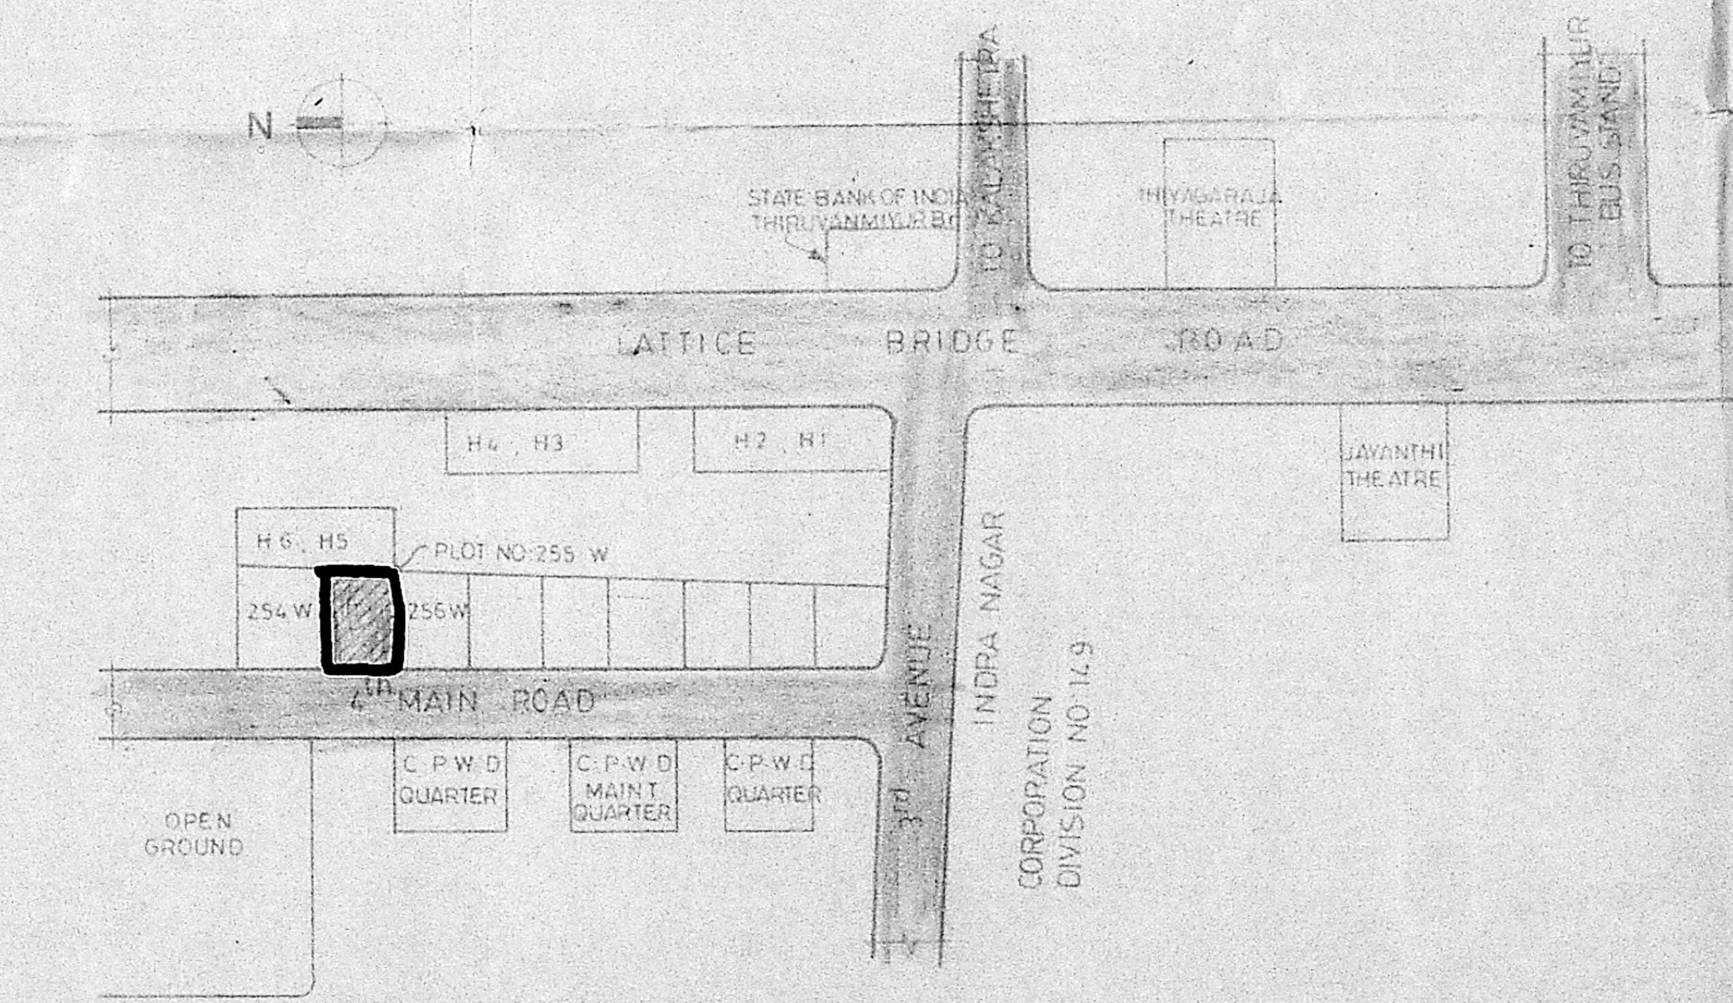 N
TO KALAKSHETRA
TO THIRUVAMIYUR
BUS STAND
STATE BANK OF INDIA
THIRUVANMIYUR Br.
THIYAGARAJA
THEATRE
LATTICE BRIDGE ROAD
H4, H3
H2, H1
JAYANTHI
THEATRE
H6, H5
PLOT NO:255 W
254 W
256 W
4th MAIN ROAD
3rd AVENUE
INDRA NAGAR
CORPORATION
DIVISION NO:149
C.P.W.D
QUARTER
C.P.W.D
MAINT
QUARTER
C.P.W.D
QUARTER
OPEN
GROUND